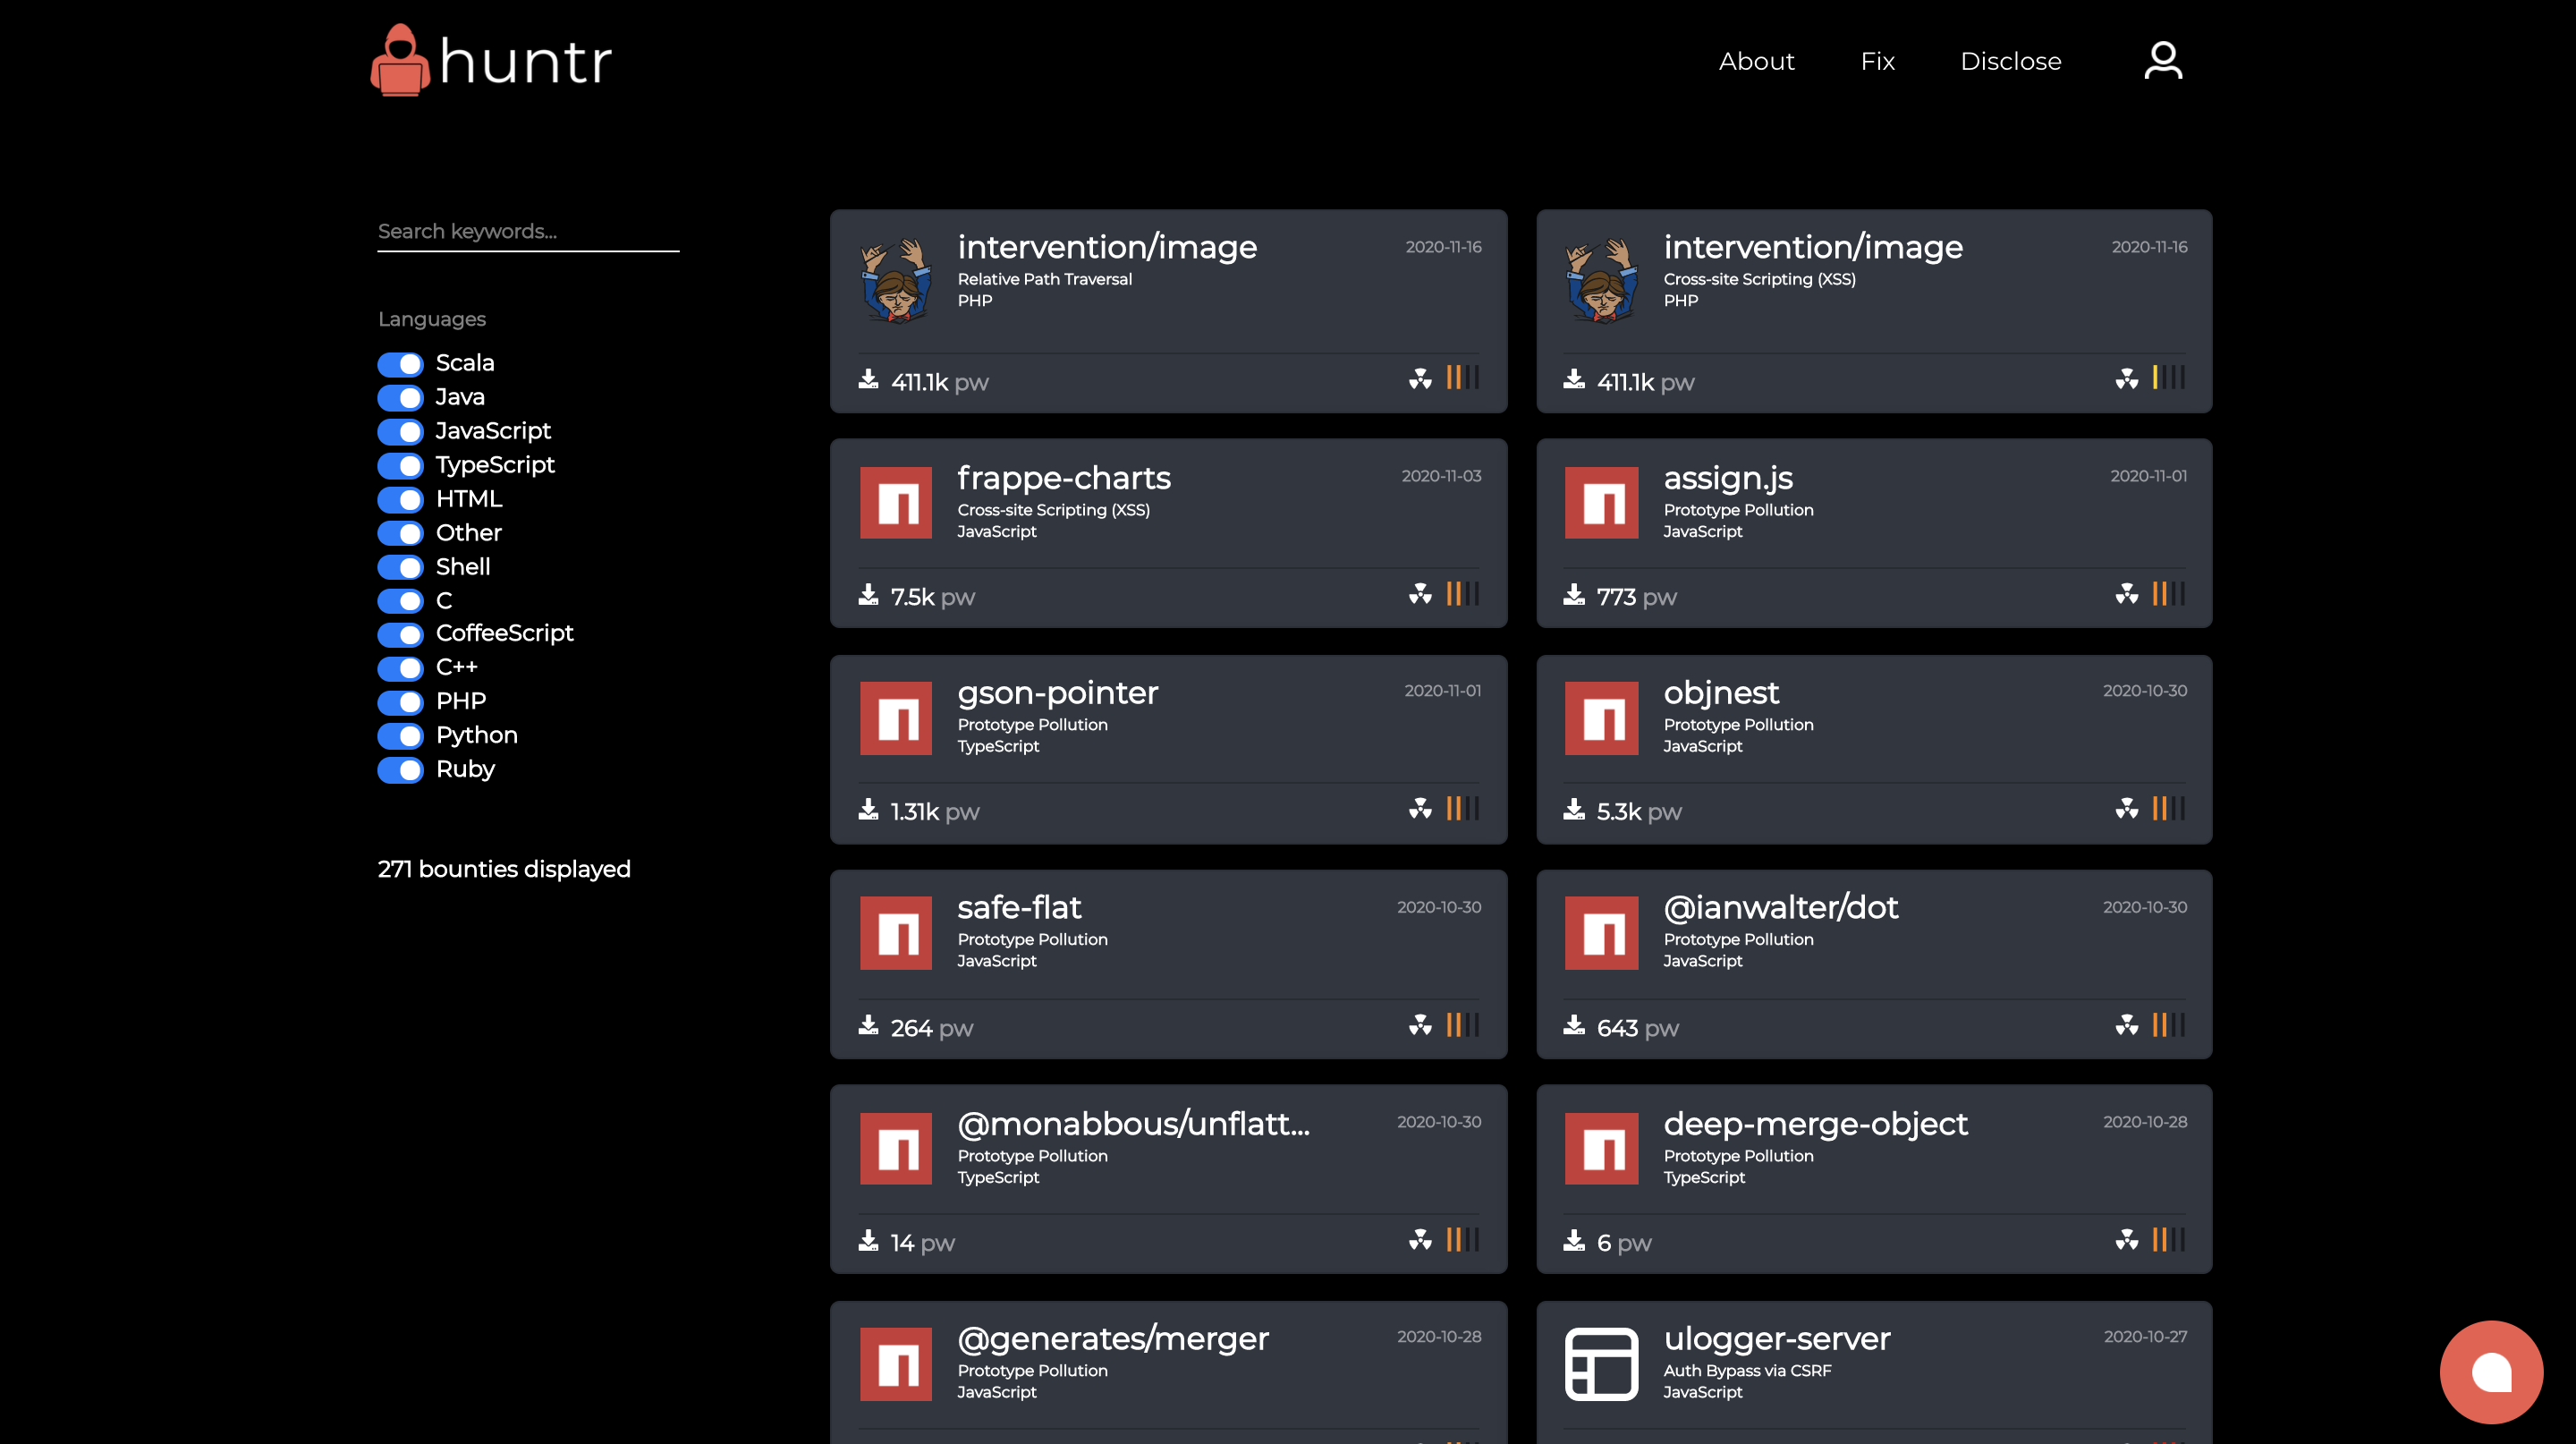 huntr
About
Fix
Disclose
Search keywords...
Languages
Scala
Java
JavaScript
TypeScript
HTML
Other
Shell
C
CoffeeScript
C++
PHP
Python
Ruby
271 bounties displayed
intervention/image
2020-11-16
Relative Path Traversal
PHP
411.1k pw
intervention/image
2020-11-16
Cross-site Scripting (XSS)
PHP
411.1k pw
frappe-charts
2020-11-03
Cross-site Scripting (XSS)
JavaScript
7.5k pw
assign.js
2020-11-01
Prototype Pollution
JavaScript
773 pw
gson-pointer
2020-11-01
Prototype Pollution
TypeScript
1.31k pw
objnest
2020-10-30
Prototype Pollution
JavaScript
5.3k pw
safe-flat
2020-10-30
Prototype Pollution
JavaScript
264 pw
@ianwalter/dot
2020-10-30
Prototype Pollution
JavaScript
643 pw
@monabbous/unflatt...
2020-10-30
Prototype Pollution
TypeScript
14 pw
deep-merge-object
2020-10-28
Prototype Pollution
TypeScript
6 pw
@generates/merger
2020-10-28
Prototype Pollution
JavaScript
ulogger-server
2020-10-27
Auth Bypass via CSRF
JavaScript